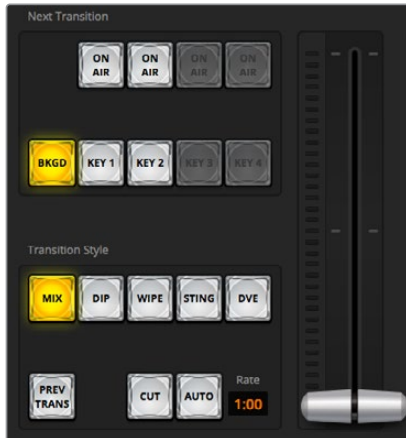 Next Transition
ON AIR ON AIR ON AIR ON AIR
BKGD KEY 1 KEY 2 KEY 3 KEY 4
Transition Style
MIX DIP WIPE STING DVE
PREV TRANS CUT AUTO Rate 1:00